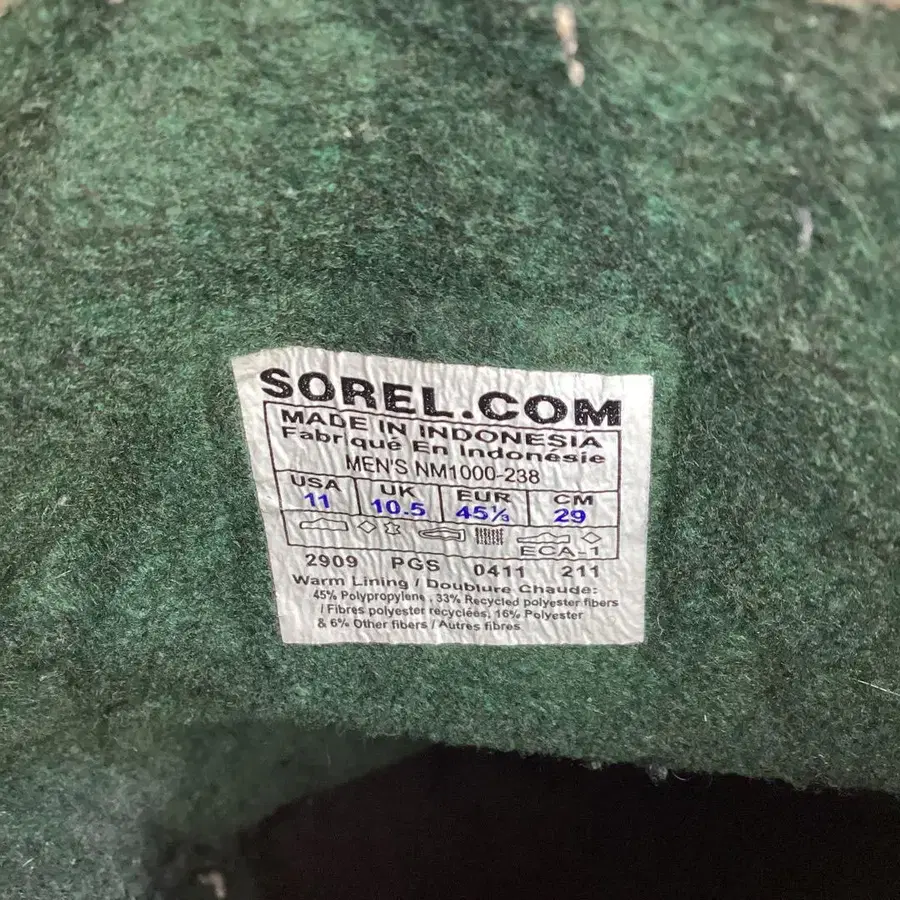 SOREL.COM
MADE IN INDONESIA
Fabriqué En Indonésie
MEN'S NM1000-238
USA UK EUR CM
11 10.5 45⅓ 29
ECA-1
2909 PGS 0411 211
Warm Lining / Doublure Chaude:
45% Polypropylene , 33% Recycled polyester fibers
/ Fibres polyester recyclées, 16% Polyester
& 6% Other fibers / Autres fibres